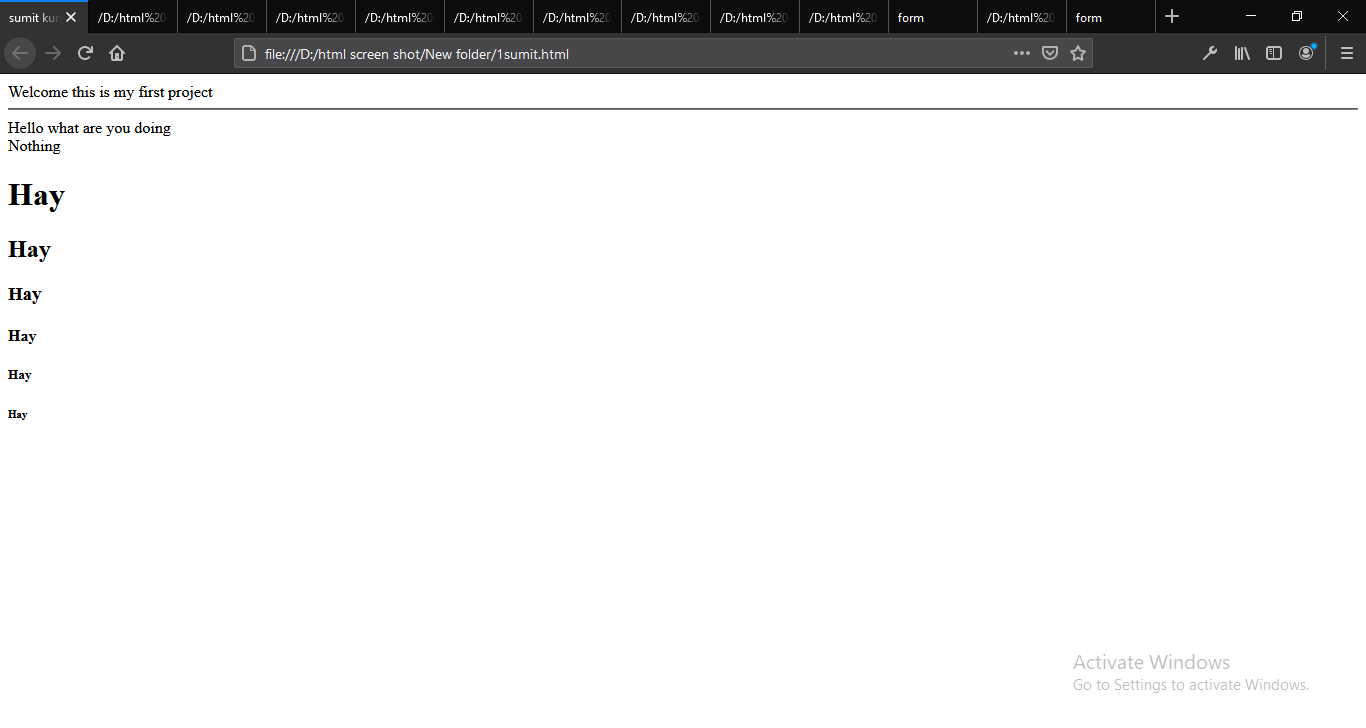 sumit kur /D:/html%20 /D:/html%20 /D:/html%20 /D:/html%20 /D:/html%20 /D:/html%20 /D:/html%20 /D:/html%20 /D:/html%20 form /D:/html%20 form
file:///D:/html screen shot/New folder/1sumit.html
Welcome this is my first project
Hello what are you doing
Nothing
Hay
Hay
Hay
Hay
Hay
Hay
Activate Windows
Go to Settings to activate Windows.